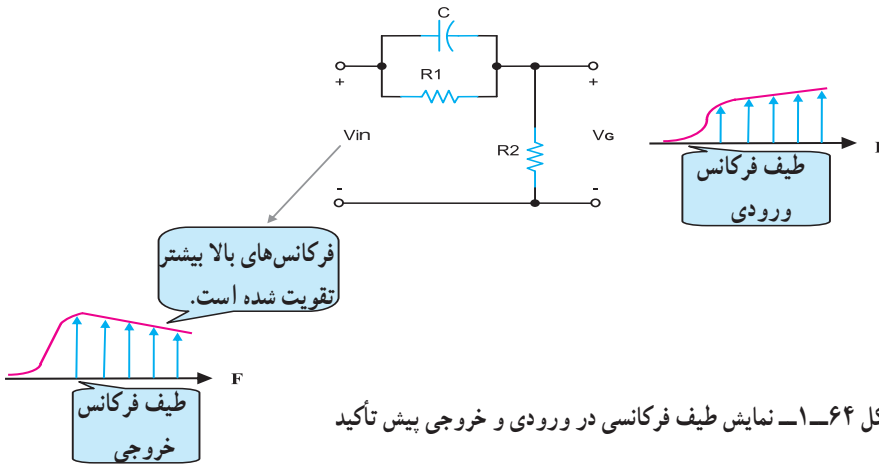 C
R1
+
+
Vin
R2
VG
-
-
طیف فرکانس
ورودی
فرکانس‌های بالا بیشتر
تقویت شده است.
F
طیف فرکانس
خروجی
کل ۶۴ــ۱ــ نمایش طیف فرکانسی در ورودی و خروجی پیش تأکید